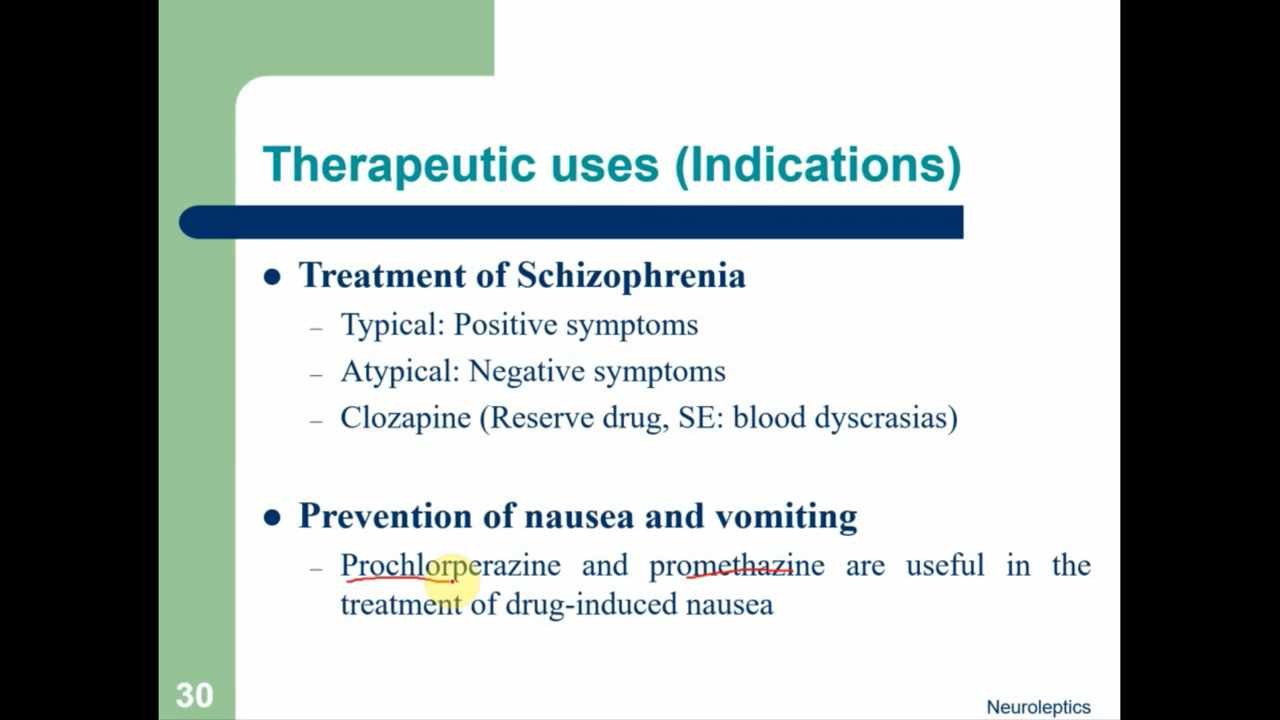 Therapeutic uses (Indications)
● Treatment of Schizophrenia
– Typical: Positive symptoms
– Atypical: Negative symptoms
– Clozapine (Reserve drug, SE: blood dyscrasias)
● Prevention of nausea and vomiting
– Prochlorperazine and promethazine are useful in the
treatment of drug-induced nausea
30
Neuroleptics